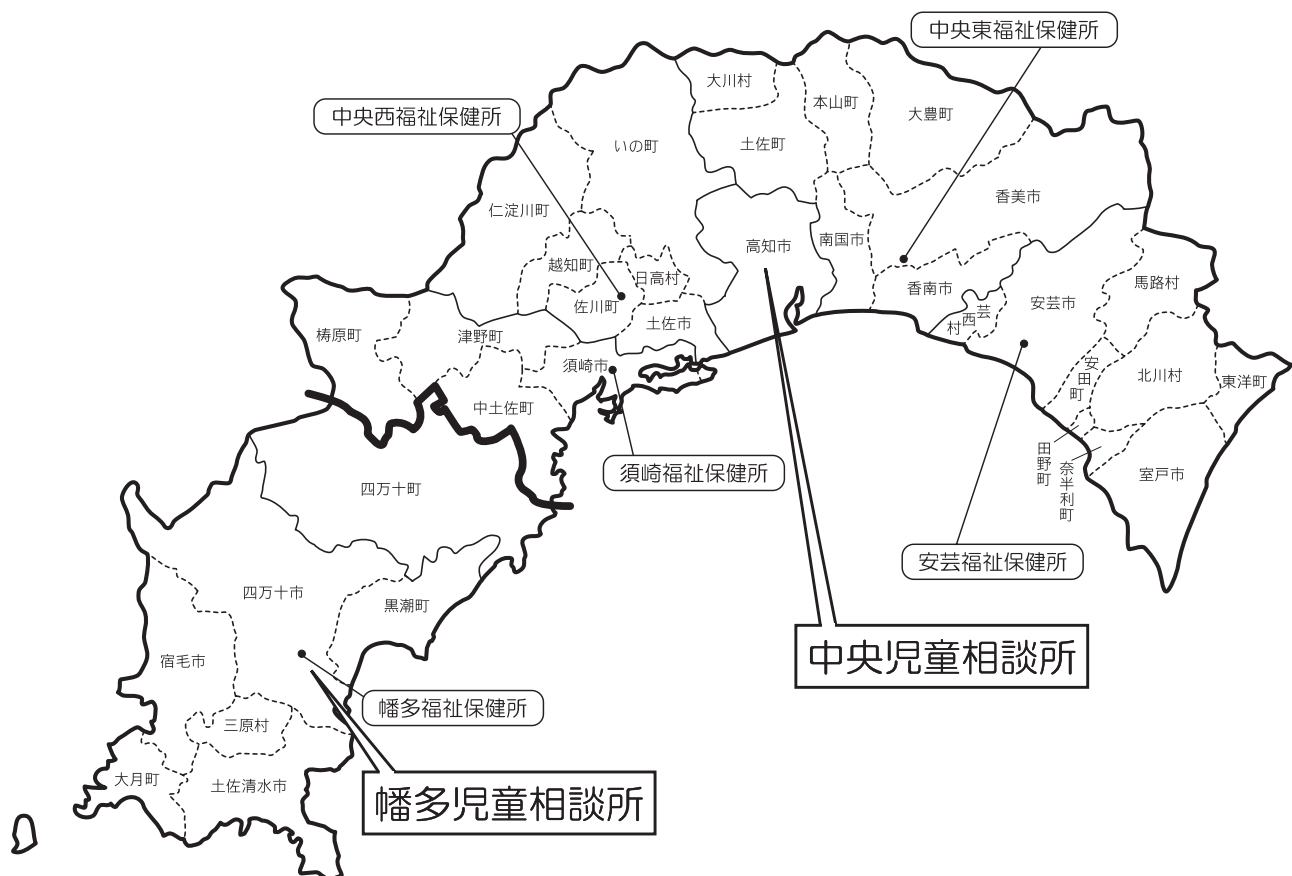 中央東福祉保健所
大川村
本山町
大豊町
中央西福祉保健所
いの町
土佐町
香美市
仁淀川町
高知市
南国市
越知町
日高村
馬路村
香南市
佐川町
安芸市
芸西村
土佐市
梼原町
津野町
須崎市
安田町
北川村
東洋町
中土佐町
田野町
奈半利町
室戸市
須崎福祉保健所
四万十町
安芸福祉保健所
四万十市
黒潮町
中央児童相談所
宿毛市
幡多福祉保健所
三原村
大月町
土佐清水市
幡多児童相談所